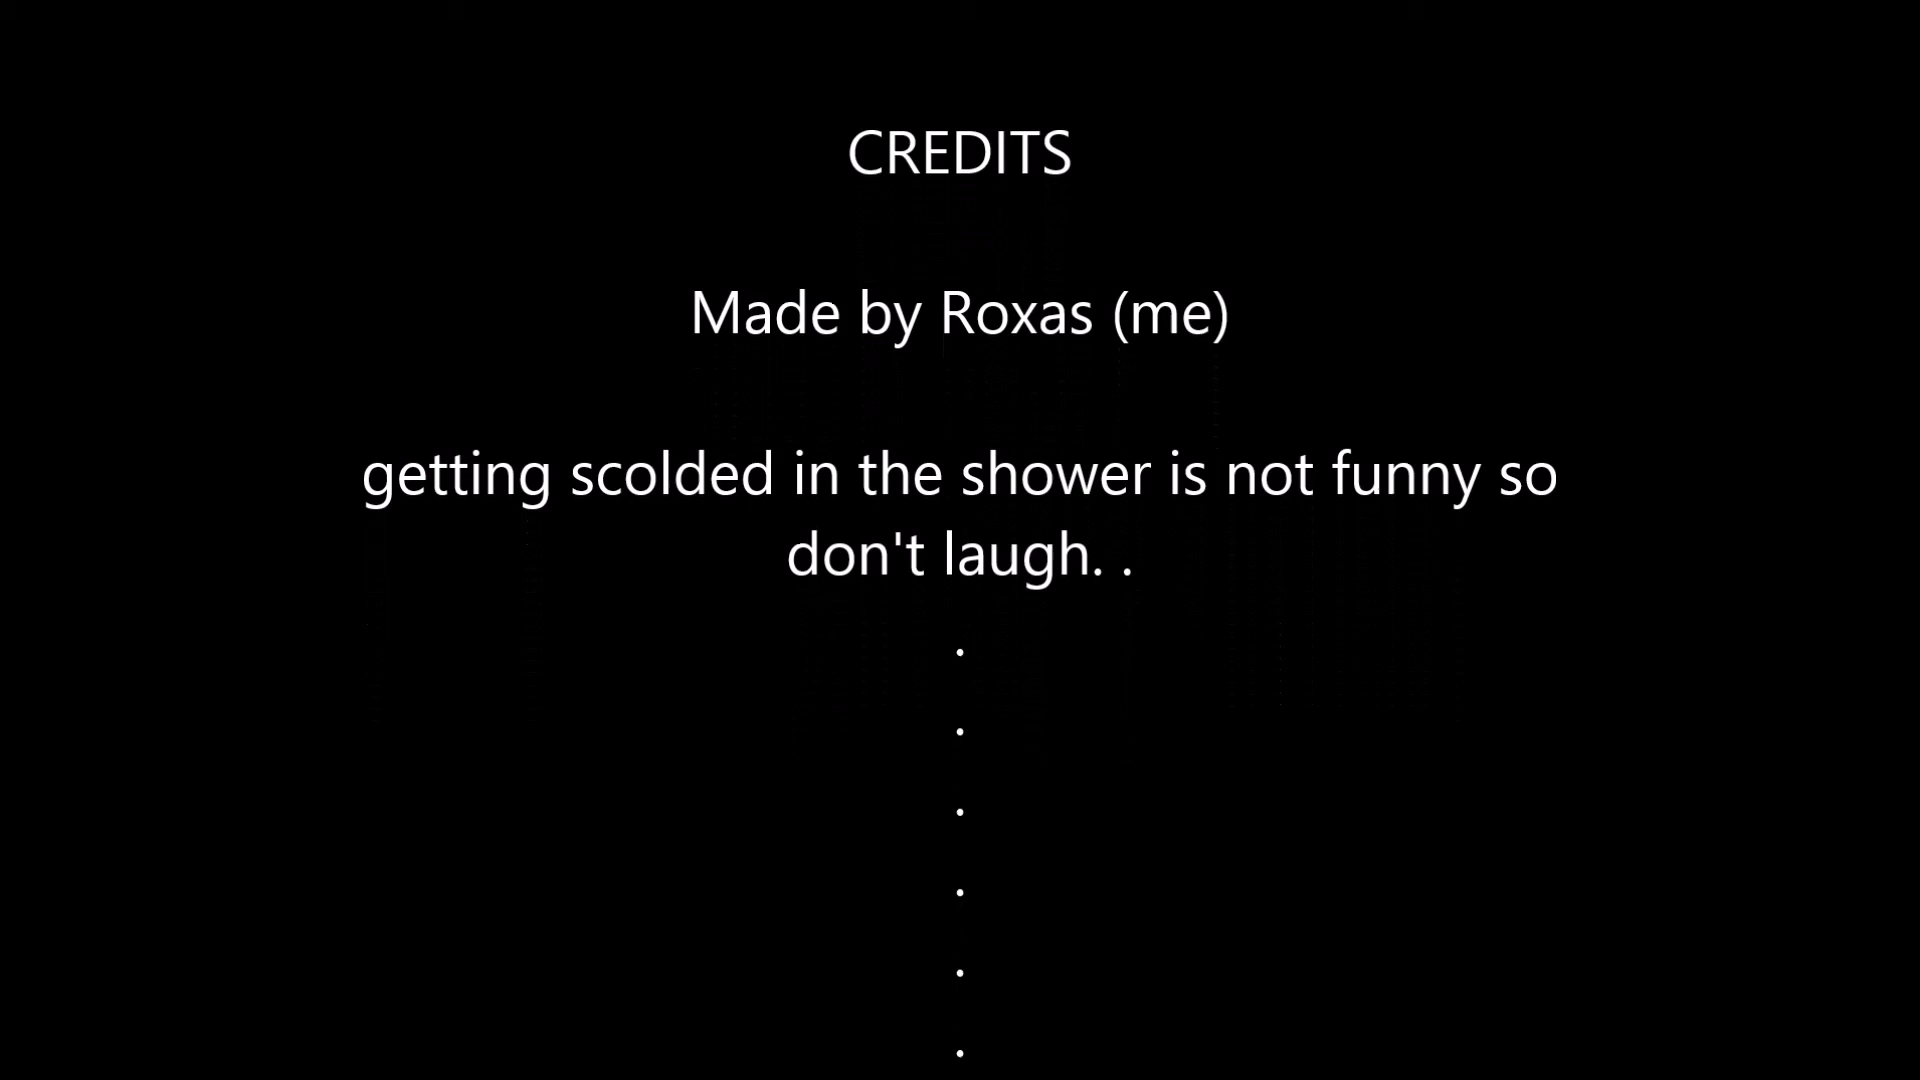 CREDITS
Made by Roxas (me)
getting scolded in the shower is not funny so
don't laugh. .
.
.
.
.
.
.